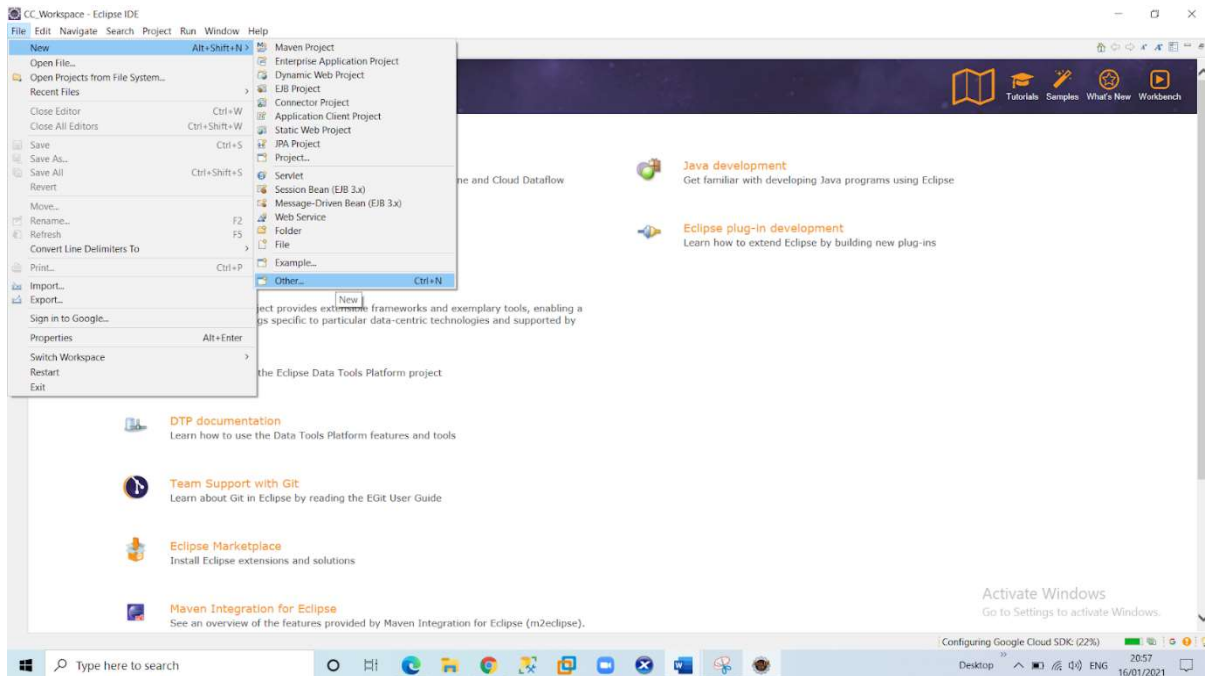 CC_Workspace - Eclipse IDE
File Edit Navigate Search Project Run Window Help
New Alt+Shift+N >
Open File...
Open Projects from File System...
Recent Files >
Close Editor Ctrl+W
Close All Editors Ctrl+Shift+W
Save Ctrl+S
Save As...
Save All Ctrl+Shift+S
Revert
Move...
Rename... F2
Refresh F5
Convert Line Delimiters To >
Print... Ctrl+P
Import...
Export...
Sign in to Google...
Properties Alt+Enter
Switch Workspace >
Restart
Exit
Maven Project
Enterprise Application Project
Dynamic Web Project
EJB Project
Connector Project
Application Client Project
Static Web Project
JPA Project
Project...
Servlet
Session Bean (EJB 3.x)
Message-Driven Bean (EJB 3.x)
Web Service
Folder
File
Example...
Other... Ctrl+N
New
Tutorials Samples What's New Workbench
ne and Cloud Dataflow
Java development
Get familiar with developing Java programs using Eclipse
Eclipse plug-in development
Learn how to extend Eclipse by building new plug-ins
ject provides extensible frameworks and exemplary tools, enabling a
gs specific to particular data-centric technologies and supported by
the Eclipse Data Tools Platform project
DTP documentation
Learn how to use the Data Tools Platform features and tools
Team Support with Git
Learn about Git in Eclipse by reading the EGit User Guide
Eclipse Marketplace
Install Eclipse extensions and solutions
Maven Integration for Eclipse
See an overview of the features provided by Maven Integration for Eclipse (m2eclipse).
Activate Windows
Go to Settings to activate Windows.
Configuring Google Cloud SDK: (22%)
Type here to search
Desktop ENG
20:57
16/01/2021